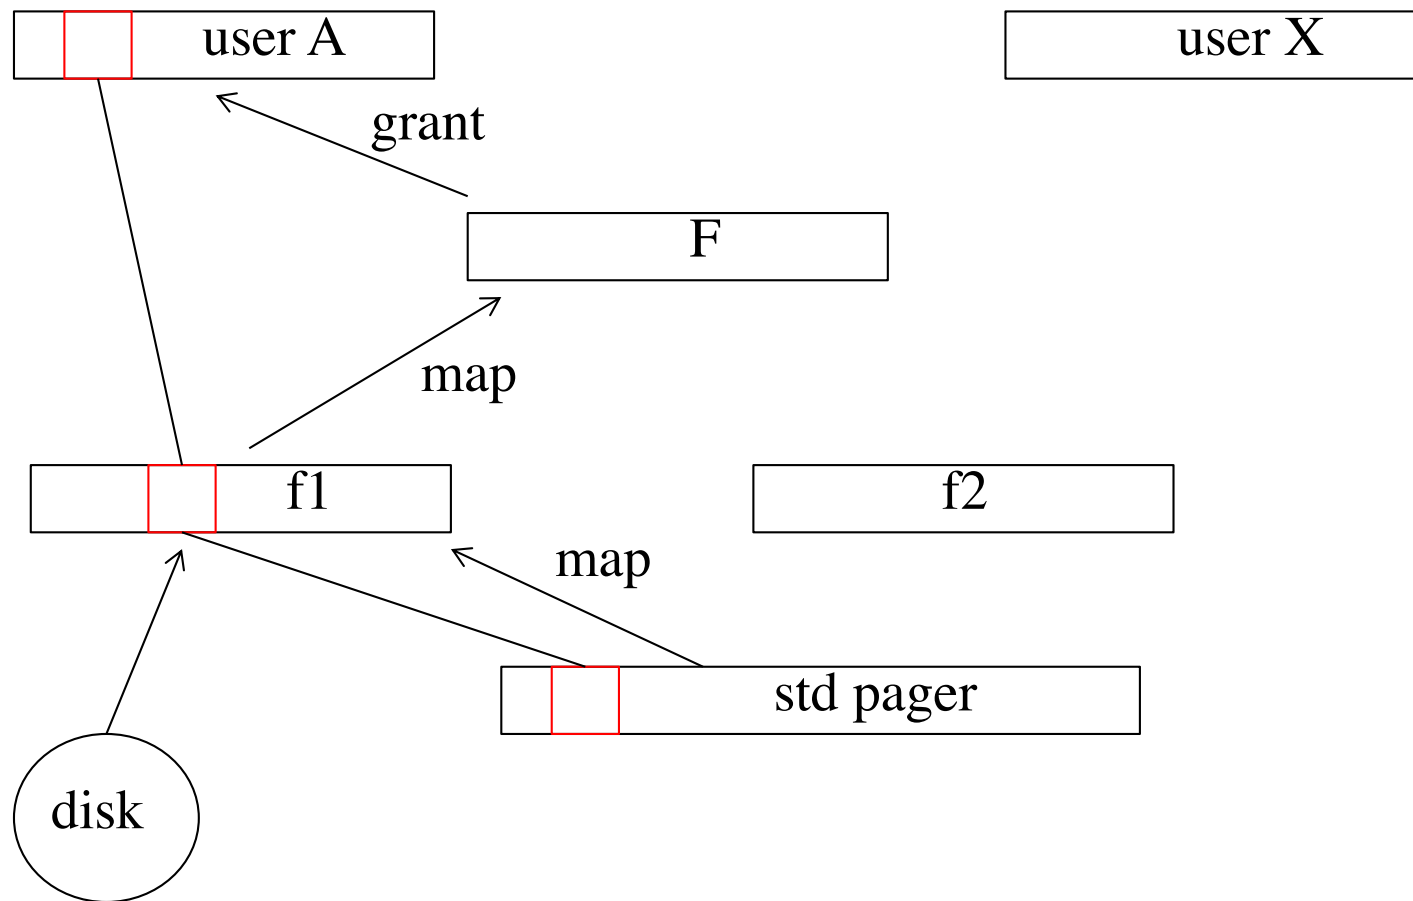 user A
user X
grant
F
map
f1
f2
map
std pager
disk